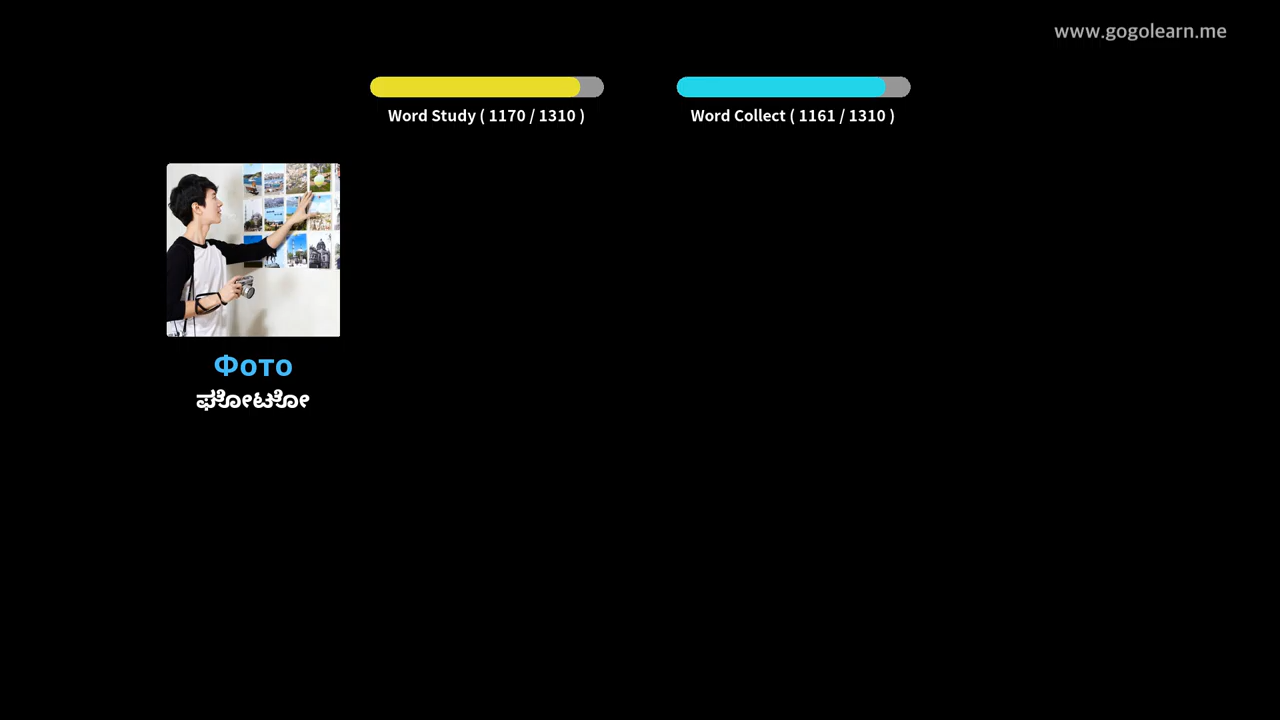 www.gogolearn.me
Word Study ( 1170 / 1310 )
Word Collect ( 1161 / 1310 )
Фото
ಫೋಟೋ